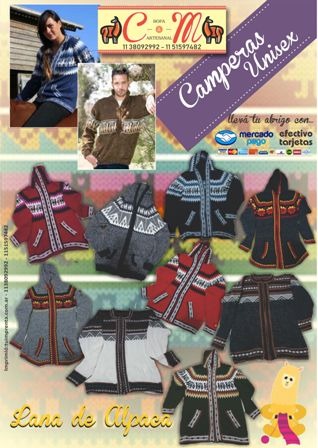 ROPA
C M
ARTESANAL
11 38092992 - 11 51597482
Camperas
Unisex
llevá tu abrigo con...
mercado
pago
efectivo
tarjetas
Lana de Alpaca